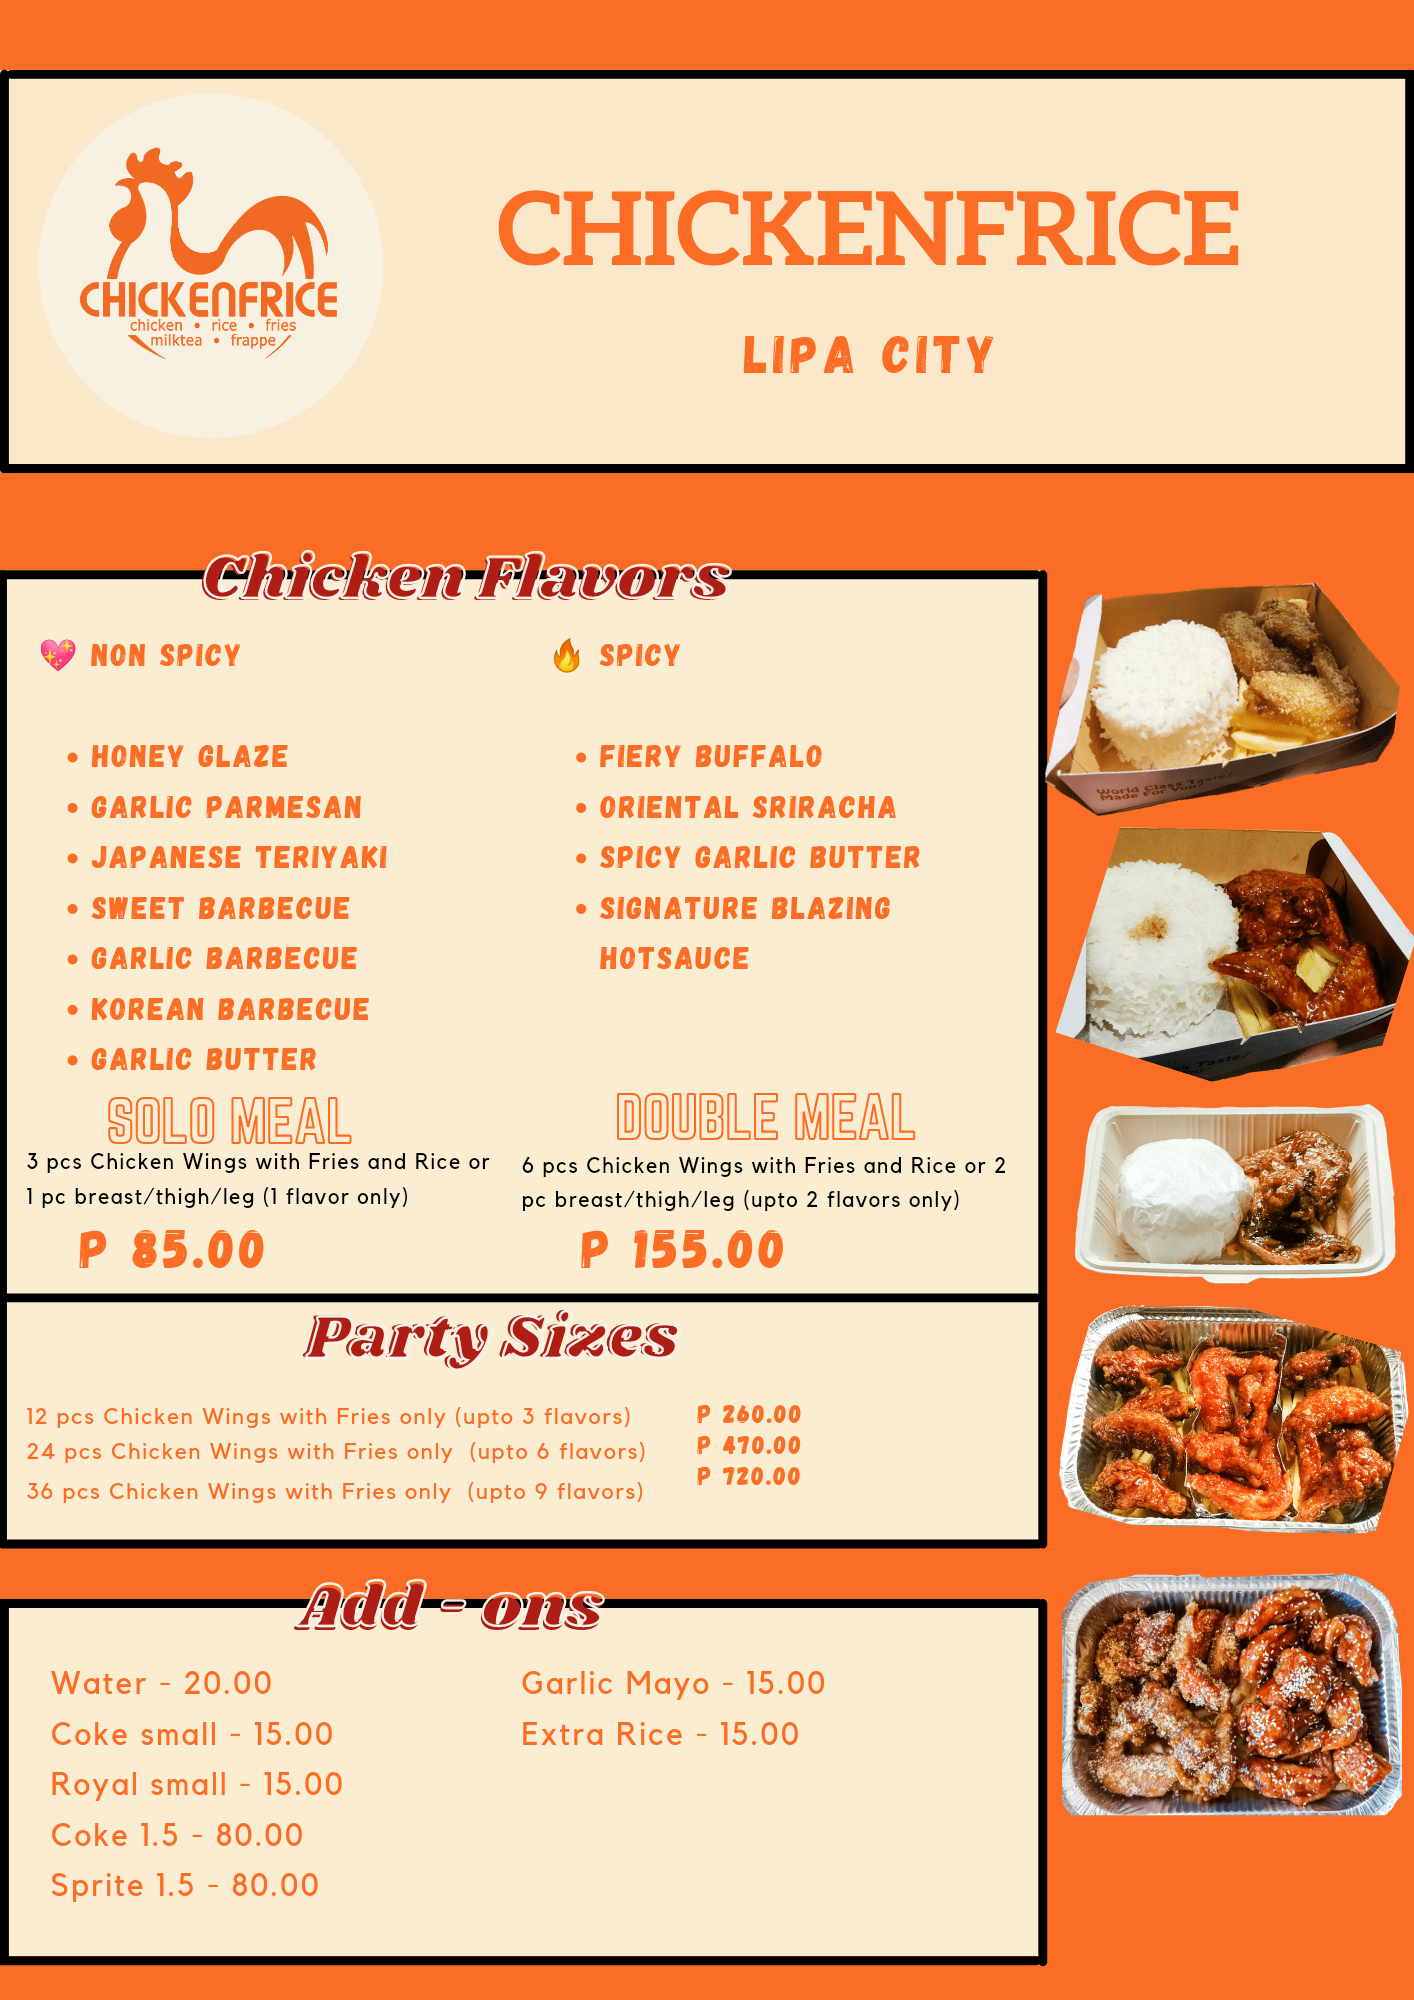 CHICKENFRICE
chicken • rice • fries
milktea • frappe
CHICKENFRICE
LIPA CITY
Chicken Flavors
💖 NON SPICY
• HONEY GLAZE
• GARLIC PARMESAN
• JAPANESE TERIYAKI
• SWEET BARBECUE
• GARLIC BARBECUE
• KOREAN BARBECUE
• GARLIC BUTTER
🔥 SPICY
• FIERY BUFFALO
• ORIENTAL SRIRACHA
• SPICY GARLIC BUTTER
• SIGNATURE BLAZING
HOTSAUCE
SOLO MEAL
3 pcs Chicken Wings with Fries and Rice or
1 pc breast/thigh/leg (1 flavor only)
P 85.00
DOUBLE MEAL
6 pcs Chicken Wings with Fries and Rice or 2
pc breast/thigh/leg (upto 2 flavors only)
P 155.00
Party Sizes
12 pcs Chicken Wings with Fries only (upto 3 flavors) P 260.00
24 pcs Chicken Wings with Fries only (upto 6 flavors) P 470.00
36 pcs Chicken Wings with Fries only (upto 9 flavors) P 720.00
Add - ons
Water - 20.00
Coke small - 15.00
Royal small - 15.00
Coke 1.5 - 80.00
Sprite 1.5 - 80.00
Garlic Mayo - 15.00
Extra Rice - 15.00
World Class Taste/
Made For You/
Taste/